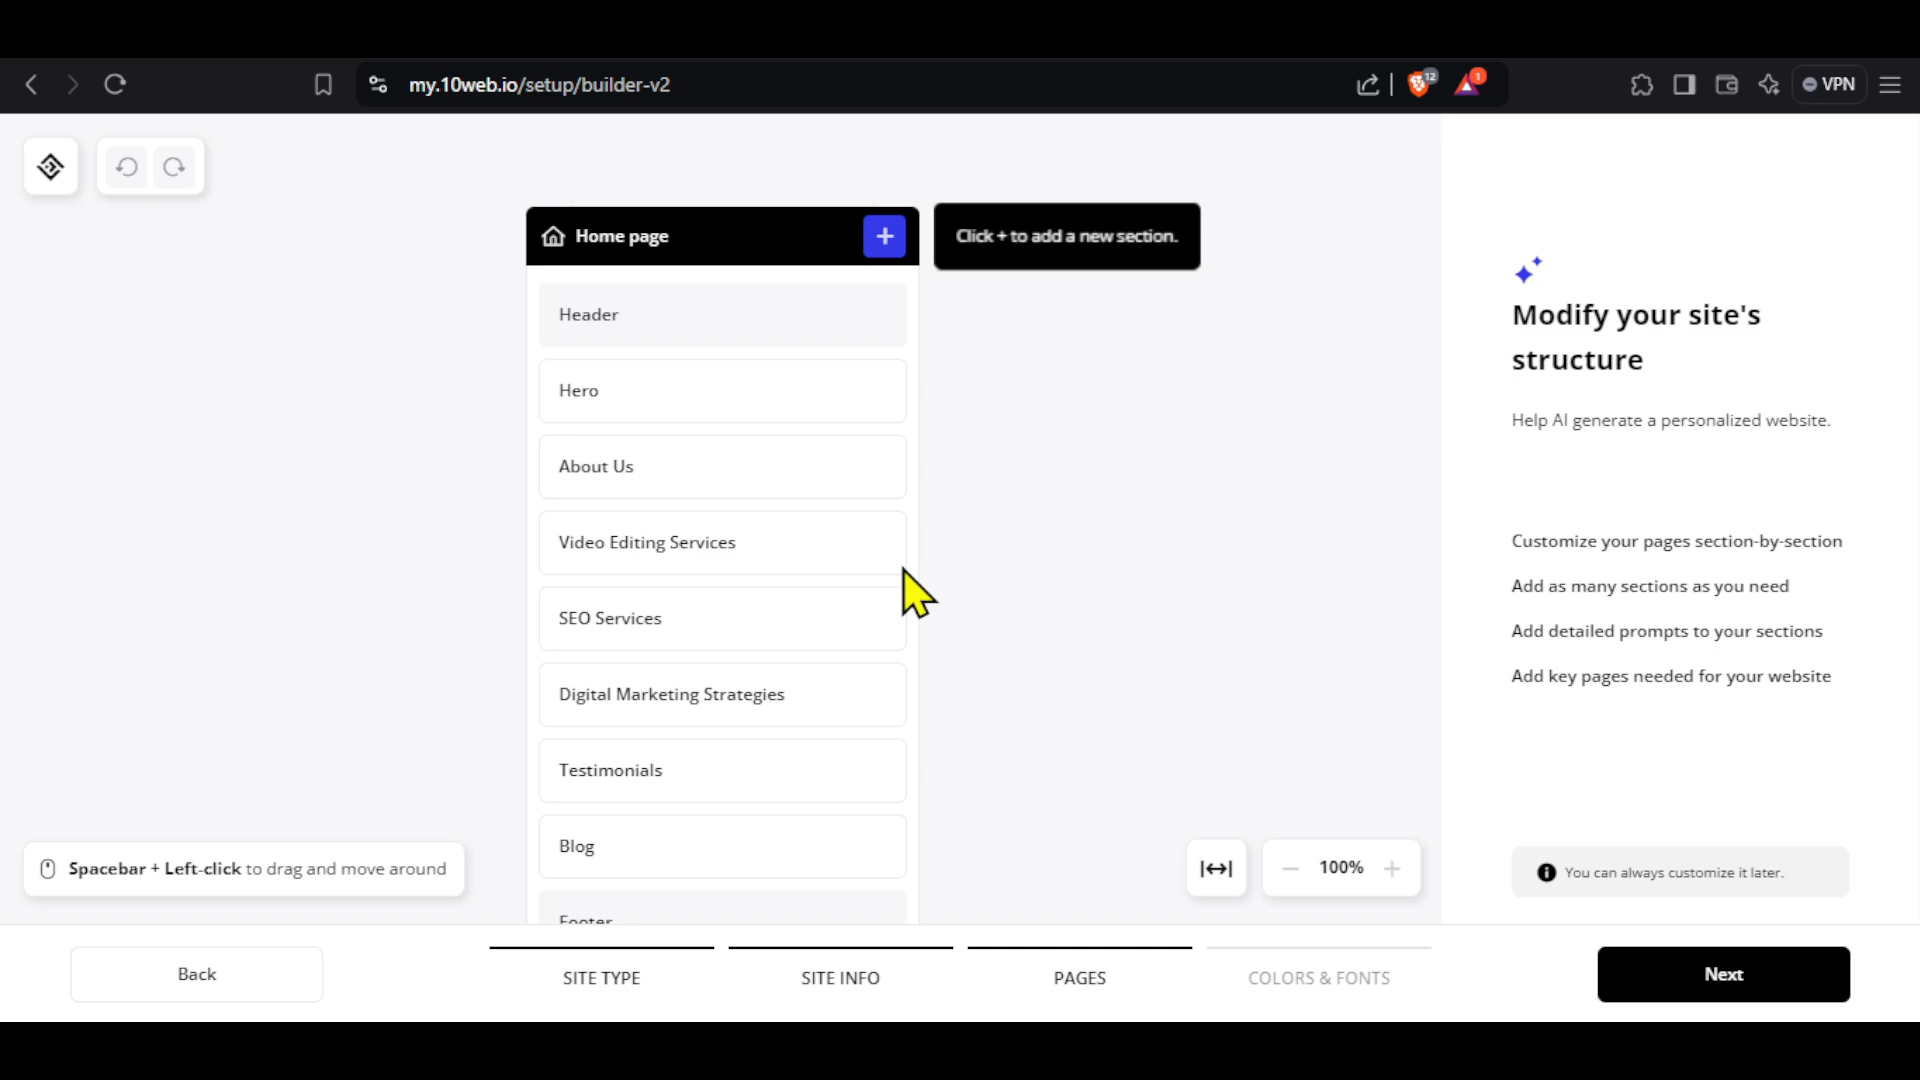 my.10web.io/setup/builder-v2
12
1
VPN
Home page
+
Click + to add a new section.
Header
Hero
About Us
Video Editing Services
SEO Services
Digital Marketing Strategies
Testimonials
Blog
Footer
Modify your site's
structure
Help AI generate a personalized website.
Customize your pages section-by-section
Add as many sections as you need
Add detailed prompts to your sections
Add key pages needed for your website
Spacebar + Left-click to drag and move around
100%
You can always customize it later.
Back
SITE TYPE
SITE INFO
PAGES
COLORS & FONTS
Next